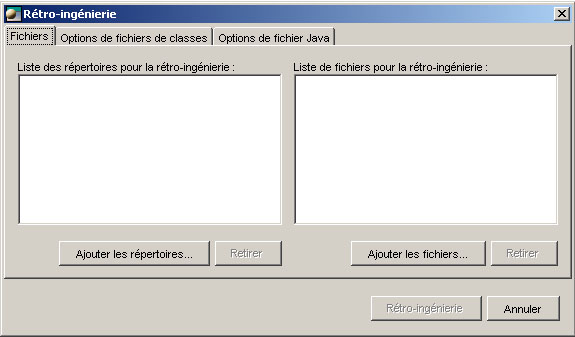 Rétro-ingénierie
Fichiers
Options de fichiers de classes
Options de fichier Java
Liste des répertoires pour la rétro-ingénierie :
Liste de fichiers pour la rétro-ingénierie :
Ajouter les répertoires...
Retirer
Ajouter les fichiers...
Retirer
Rétro-ingénierie
Annuler